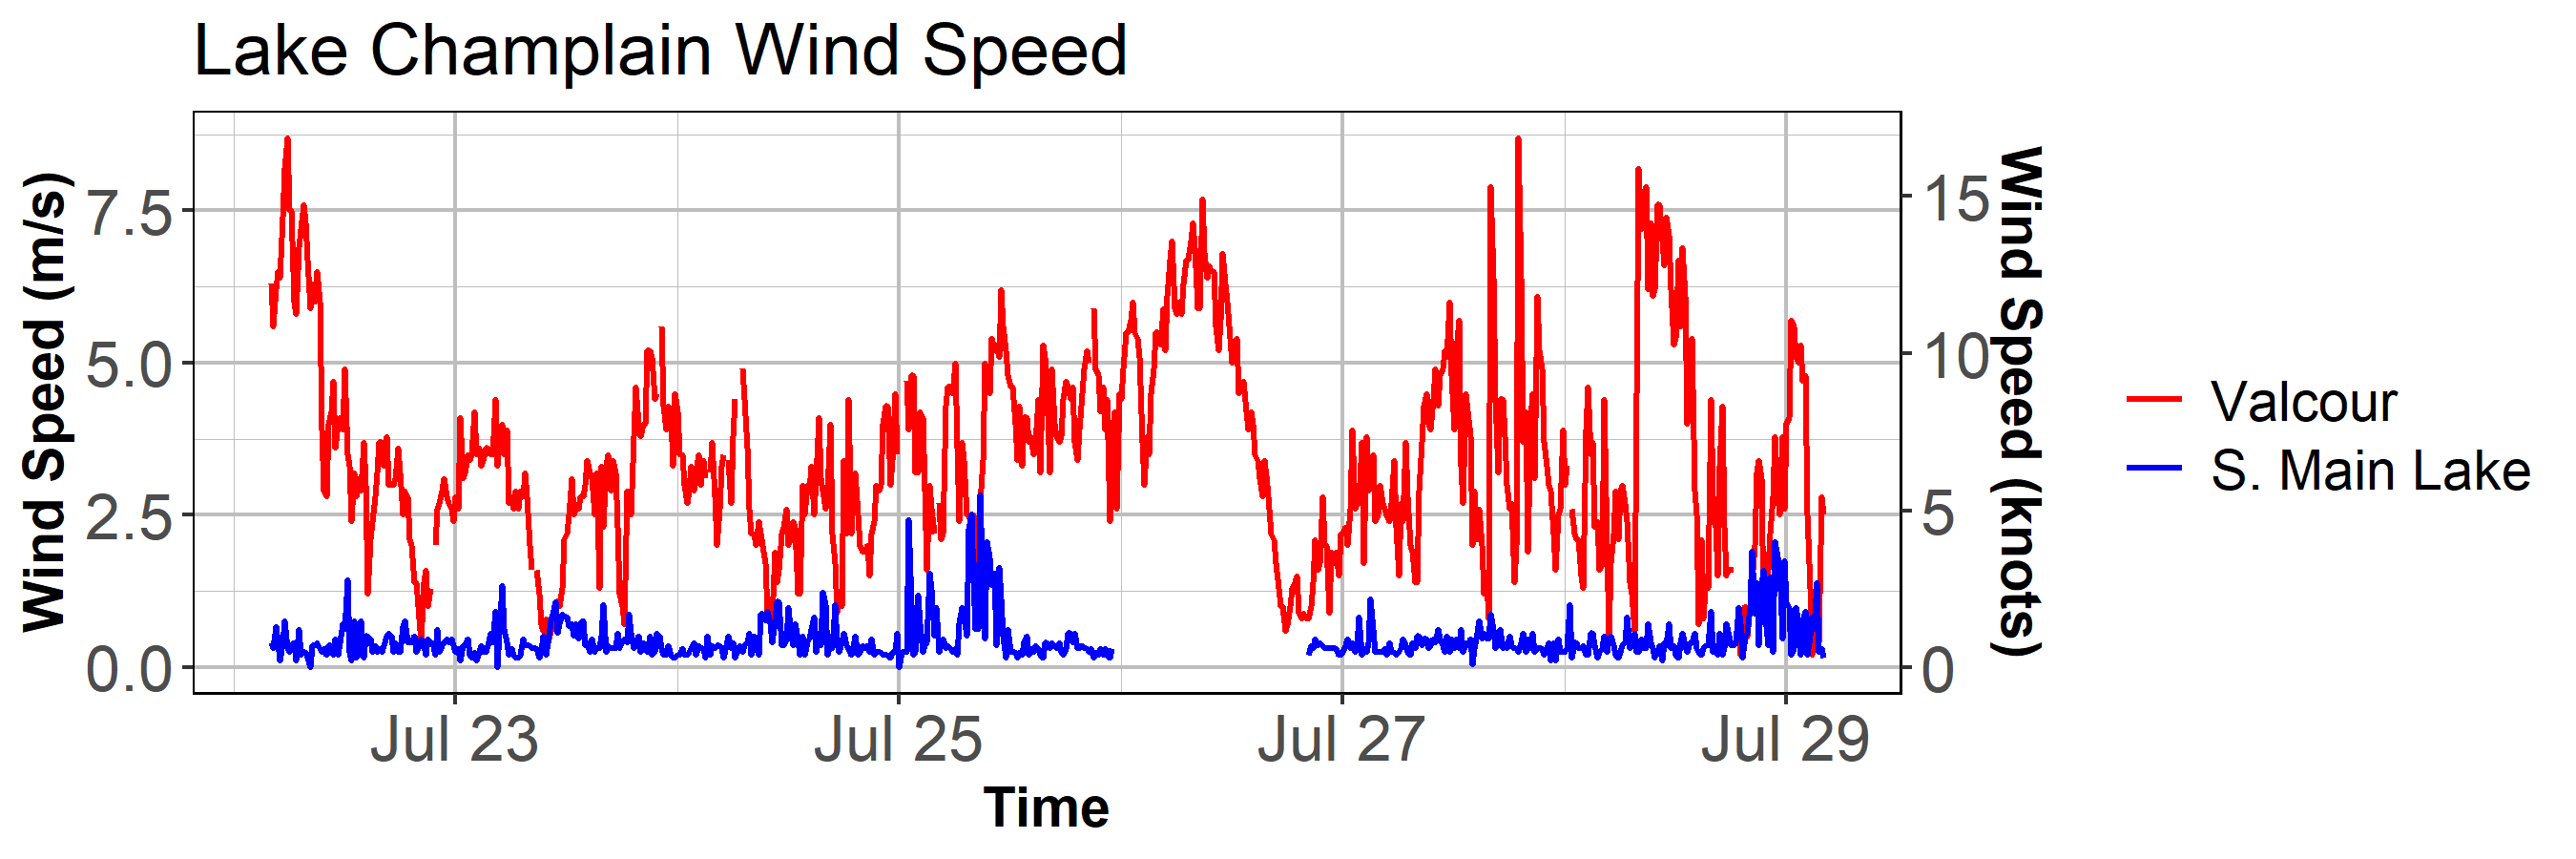 Lake Champlain Wind Speed
Wind Speed (m/s)
7.5
5.0
2.5
0.0
15
10
5
0
Wind Speed (knots)
Jul 23
Jul 25
Jul 27
Jul 29
Time
Valcour
S. Main Lake